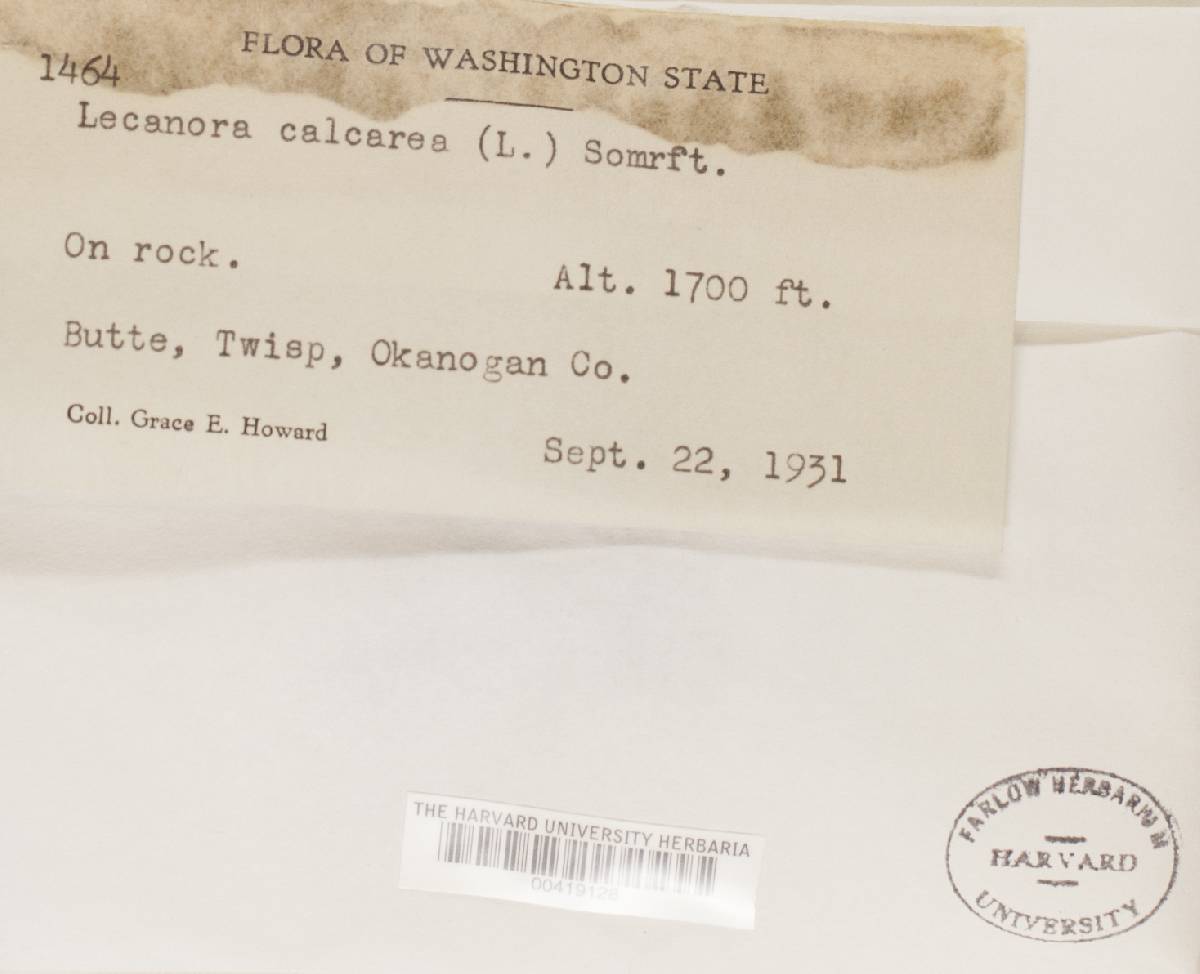 FLORA OF WASHINGTON STATE
1464
Lecanora calcarea (L.) Somrft.
On rock.
Alt. 1700 ft.
Butte, Twisp, Okanogan Co.
Coll. Grace E. Howard
Sept. 22, 1931
THE HARVARD UNIVERSITY HERBARIA
00419128
FARLOW HERBARIUM
HARVARD
UNIVERSITY